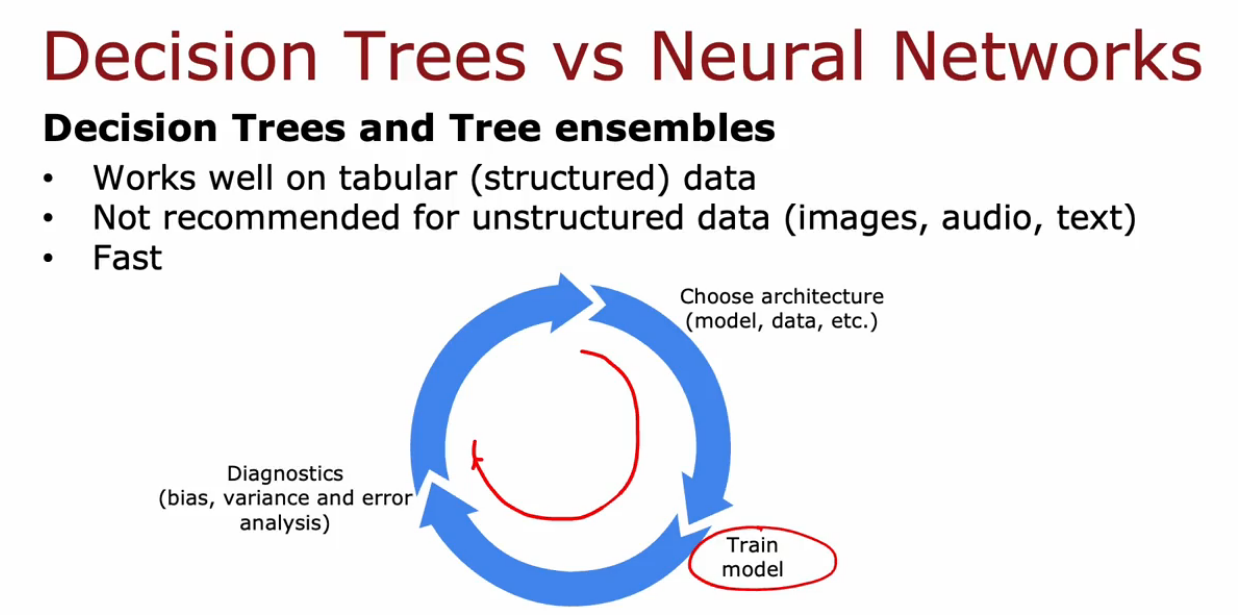 Decision Trees vs Neural Networks
Decision Trees and Tree ensembles
• Works well on tabular (structured) data
• Not recommended for unstructured data (images, audio, text)
• Fast
Choose architecture
(model, data, etc.)
Diagnostics
(bias, variance and error
analysis)
Train
model